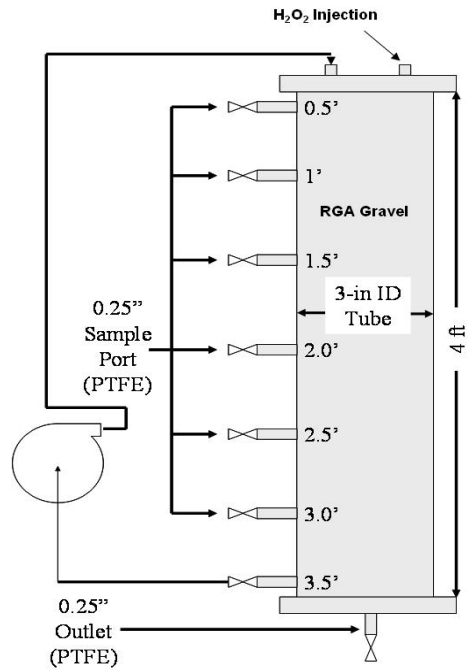 H₂O₂ Injection
0.5’
1’
RGA Gravel
1.5’
3-in ID
Tube
0.25”
Sample
Port
(PTFE)
2.0’
4 ft
2.5’
3.0’
3.5’
0.25”
Outlet
(PTFE)